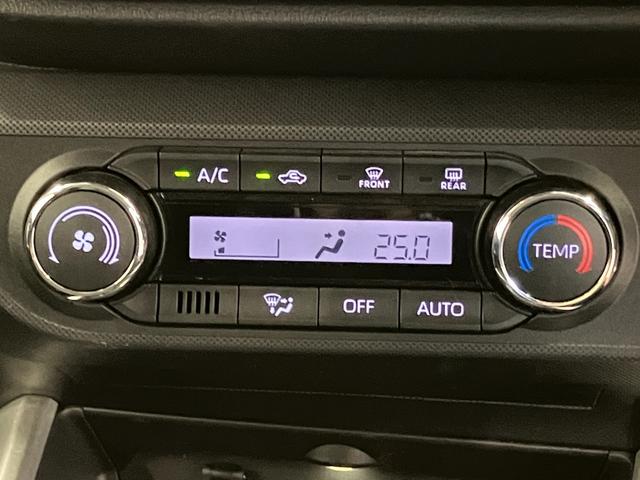 A/C
FRONT
REAR
25.0
TEMP
OFF
AUTO